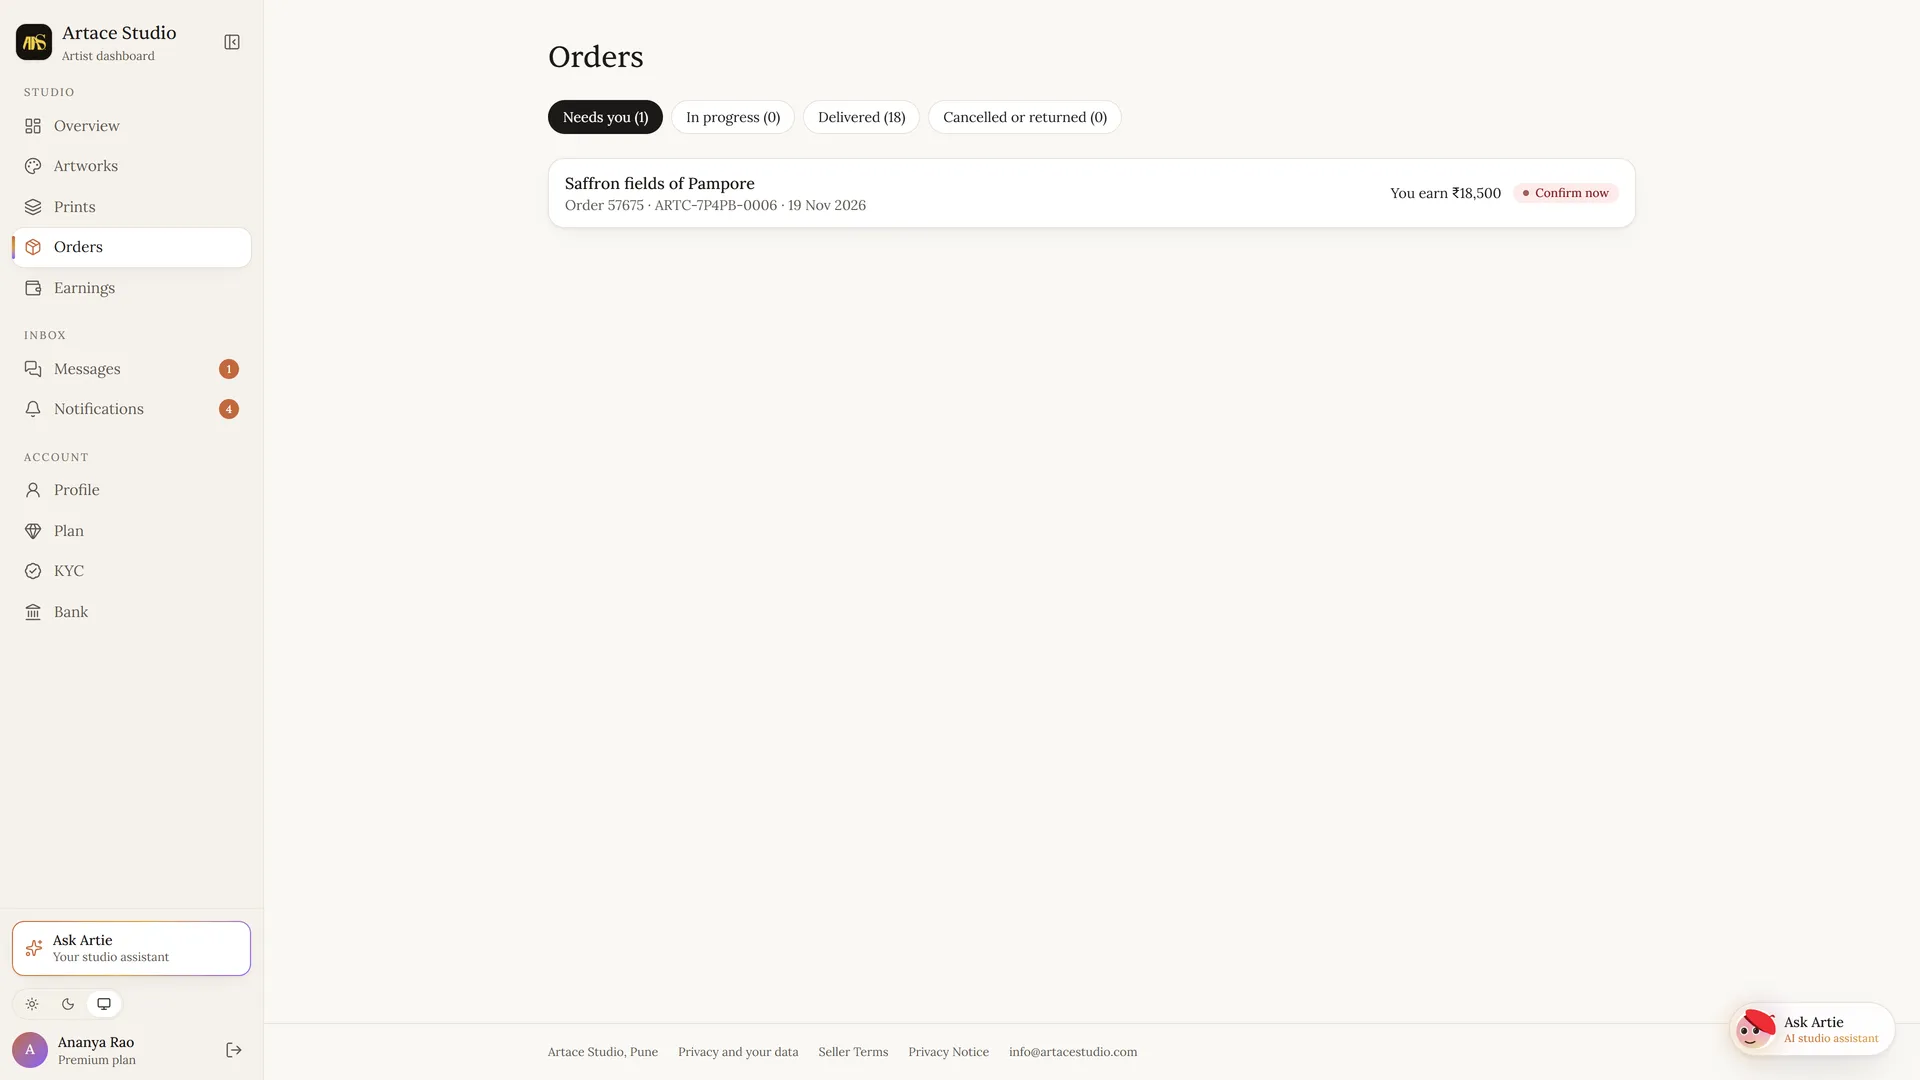 Artace Studio
Artist dashboard
STUDIO
Overview
Artworks
Prints
Orders
Earnings
INBOX
Messages 1
Notifications 4
ACCOUNT
Profile
Plan
KYC
Bank
Ask Artie
Your studio assistant
A
Ananya Rao
Premium plan
Orders
Needs you (1) In progress (0) Delivered (18) Cancelled or returned (0)
Saffron fields of Pampore
Order 57675 · ARTC-7P4PB-0006 · 19 Nov 2026
You earn ₹18,500 Confirm now
Artace Studio, Pune Privacy and your data Seller Terms Privacy Notice info@artacestudio.com
Ask Artie
AI studio assistant